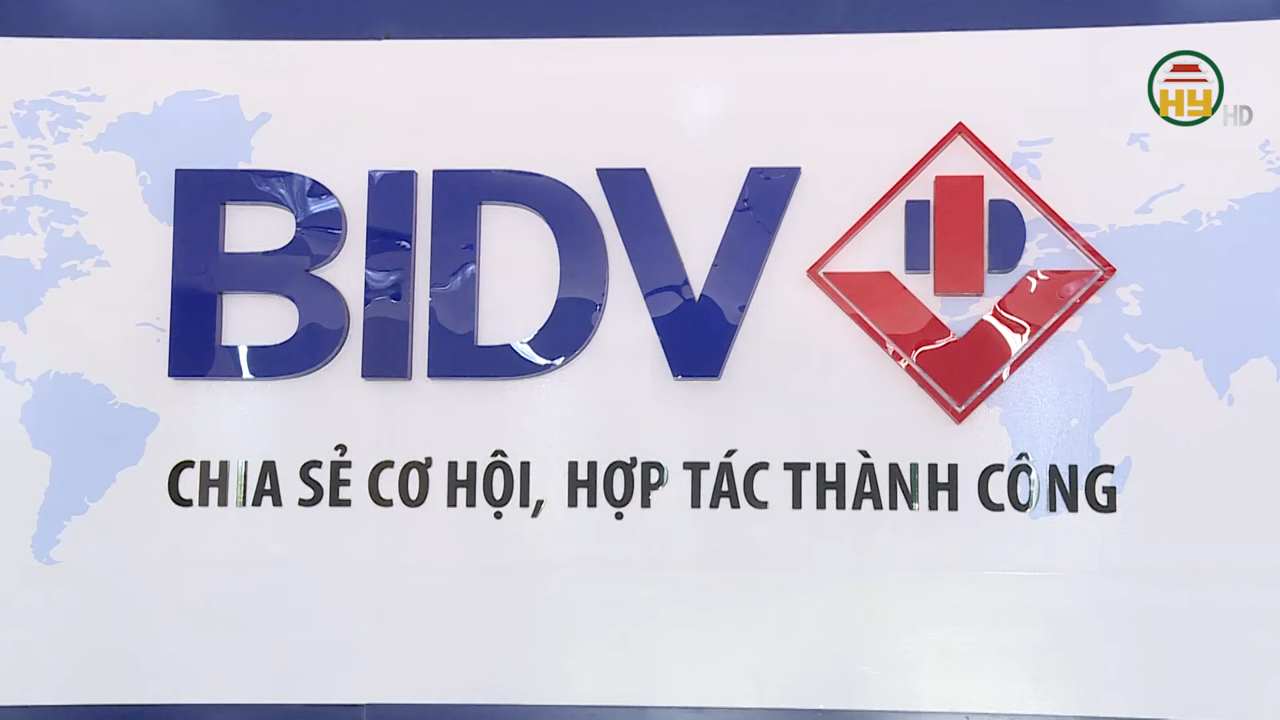 HY HD
BIDV
CHIA SẺ CƠ HỘI, HỢP TÁC THÀNH CÔNG